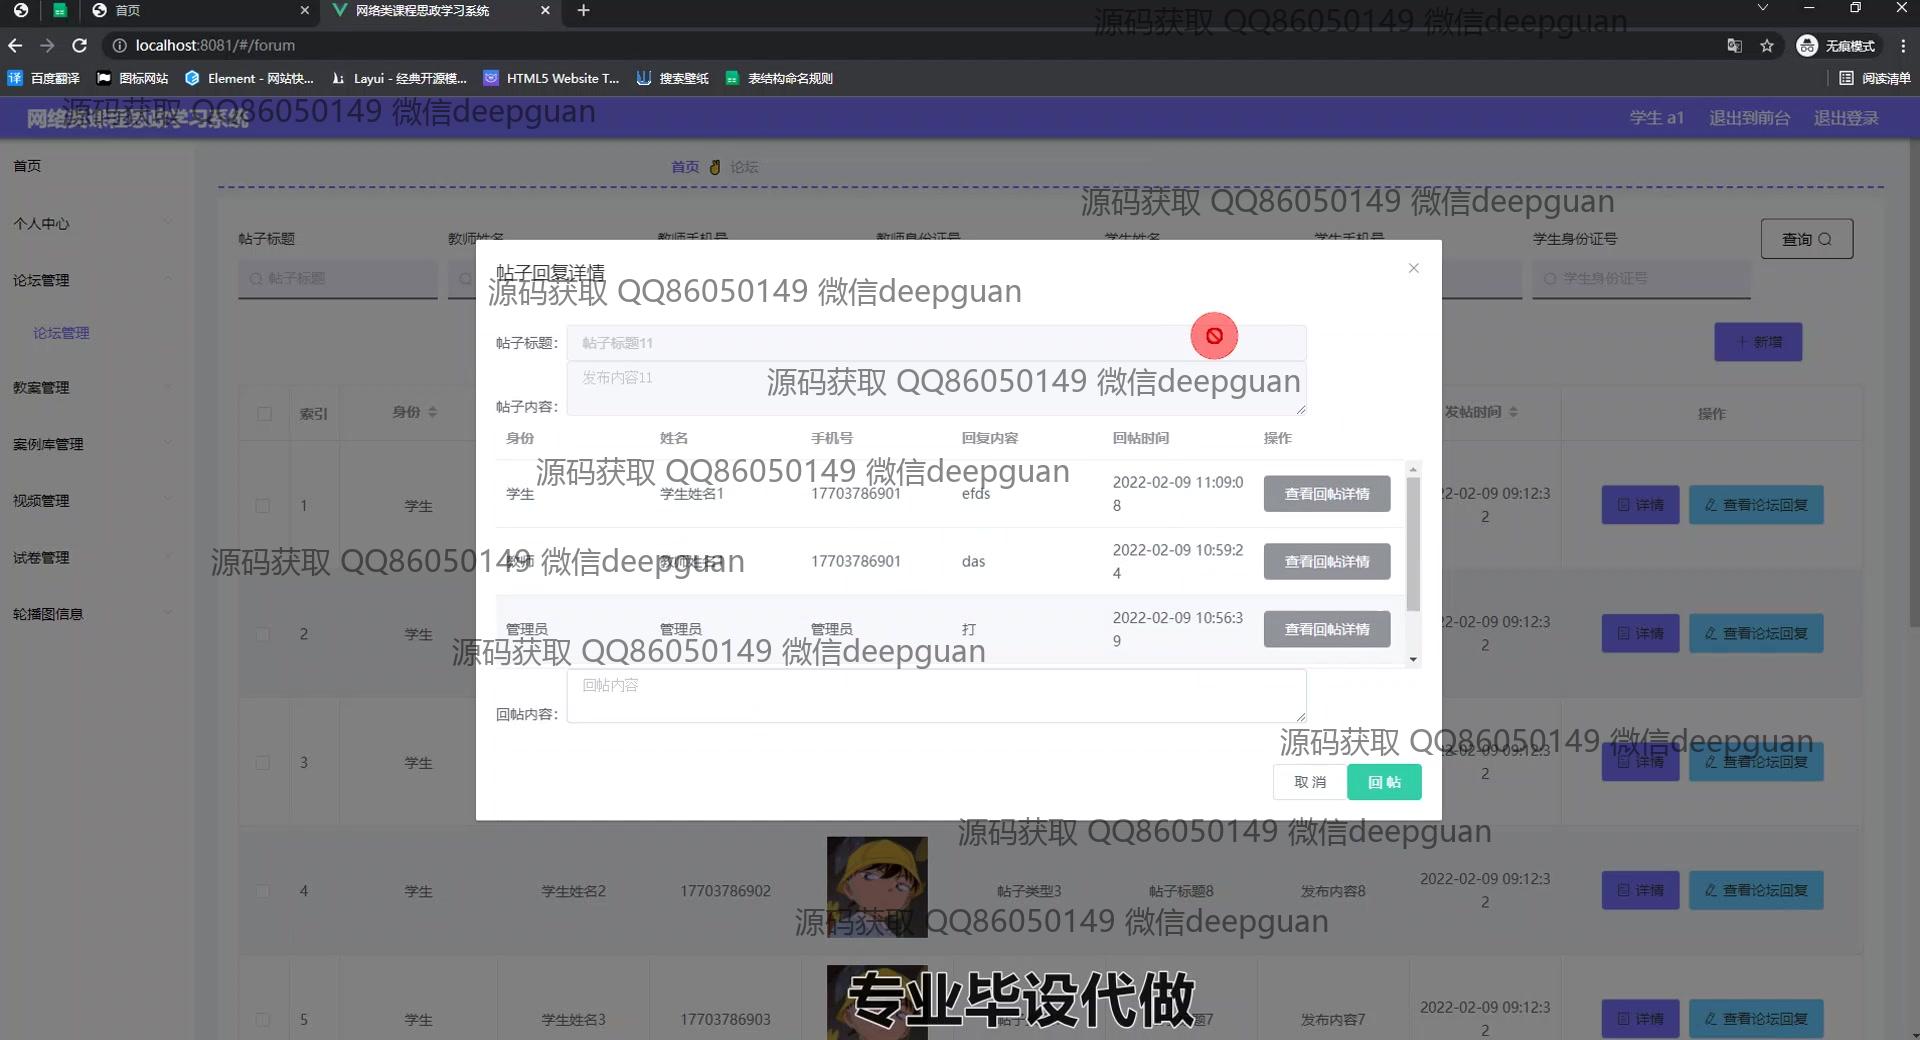 首页
网络类课程思政学习系统
localhost:8081/#/forum
无痕模式
百度翻译
图标网站
Element - 网站快...
Layui - 经典开源模...
HTML5 Website T...
搜索壁纸
表结构命名规则
阅读清单
源码获取 QQ86050149 微信deepguan
网络类课程思政学习系统
源码获取 QQ86050149 微信deepguan
学生 a1
退出到前台
退出登录
首页
个人中心
论坛管理
论坛管理
教案管理
案例库管理
视频管理
试卷管理
轮播图信息
首页
论坛
源码获取 QQ86050149 微信deepguan
帖子标题
教师姓名
教师手机号
教师身份证号
学生姓名
学生手机号
学生身份证号
查询
帖子标题
学生身份证号
新增
索引
身份
发帖时间
操作
帖子回复详情
源码获取 QQ86050149 微信deepguan
帖子标题:
帖子标题11
帖子内容:
发布内容11
源码获取 QQ86050149 微信deepguan
身份 姓名 手机号 回复内容 回帖时间 操作
源码获取 QQ86050149 微信deepguan
学生 学生姓名1 17703786901 efds 2022-02-09 11:09:0
8
查看回帖详情
源码获取 QQ86050149 微信deepguan
教师 教师姓名1 17703786901 das 2022-02-09 10:59:2
4
查看回帖详情
管理员 管理员 管理员 打 2022-02-09 10:56:3
9
查看回帖详情
源码获取 QQ86050149 微信deepguan
回帖内容:
回帖内容
取 消
回 帖
1 学生 2-02-09 09:12:3
2
详情
查看论坛回复
2 学生 2-02-09 09:12:3
2
详情
查看论坛回复
源码获取 QQ86050149 微信deepguan
3 学生 2-02-09 09:12:3
2
详情
查看论坛回复
源码获取 QQ86050149 微信deepguan
4 学生 学生姓名2 17703786902 帖子类型3 帖子标题8 发布内容8 2022-02-09 09:12:3
2
详情
查看论坛回复
源码获取 QQ86050149 微信deepguan
5 学生 学生姓名3 17703786903 题7 发布内容7 2022-02-09 09:12:3
2
详情
查看论坛回复
专业毕设代做